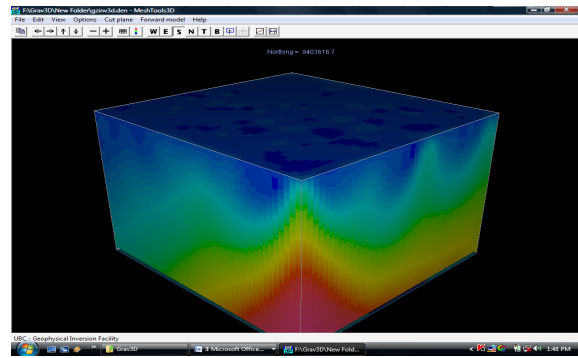 F:\Grav3D\New Folder\gzinv3d.den - MeshTools3D
File Edit View Options Cut plane Forward model Help
W E S N T B
Northing = 9403616.7
UBC - Geophysical Inversion Facility
Grav3D 3 Microsoft Office... F:\Grav3D\New Fold... 1:48 PM